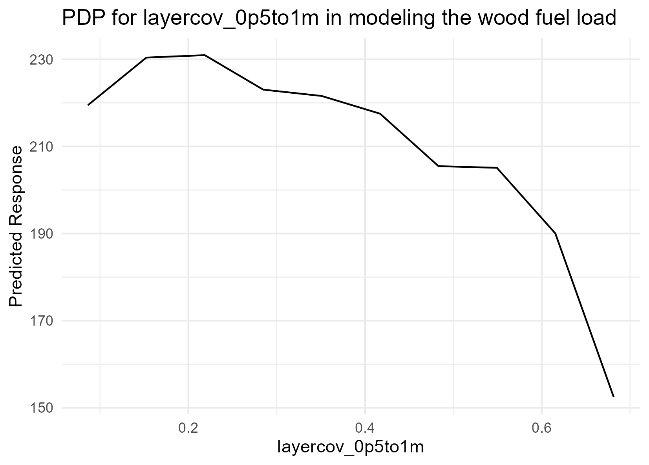 PDP for layercov_0p5to1m in modeling the wood fuel load
230
210
190
170
150
Predicted Response
0.2
0.4
0.6
layercov_0p5to1m